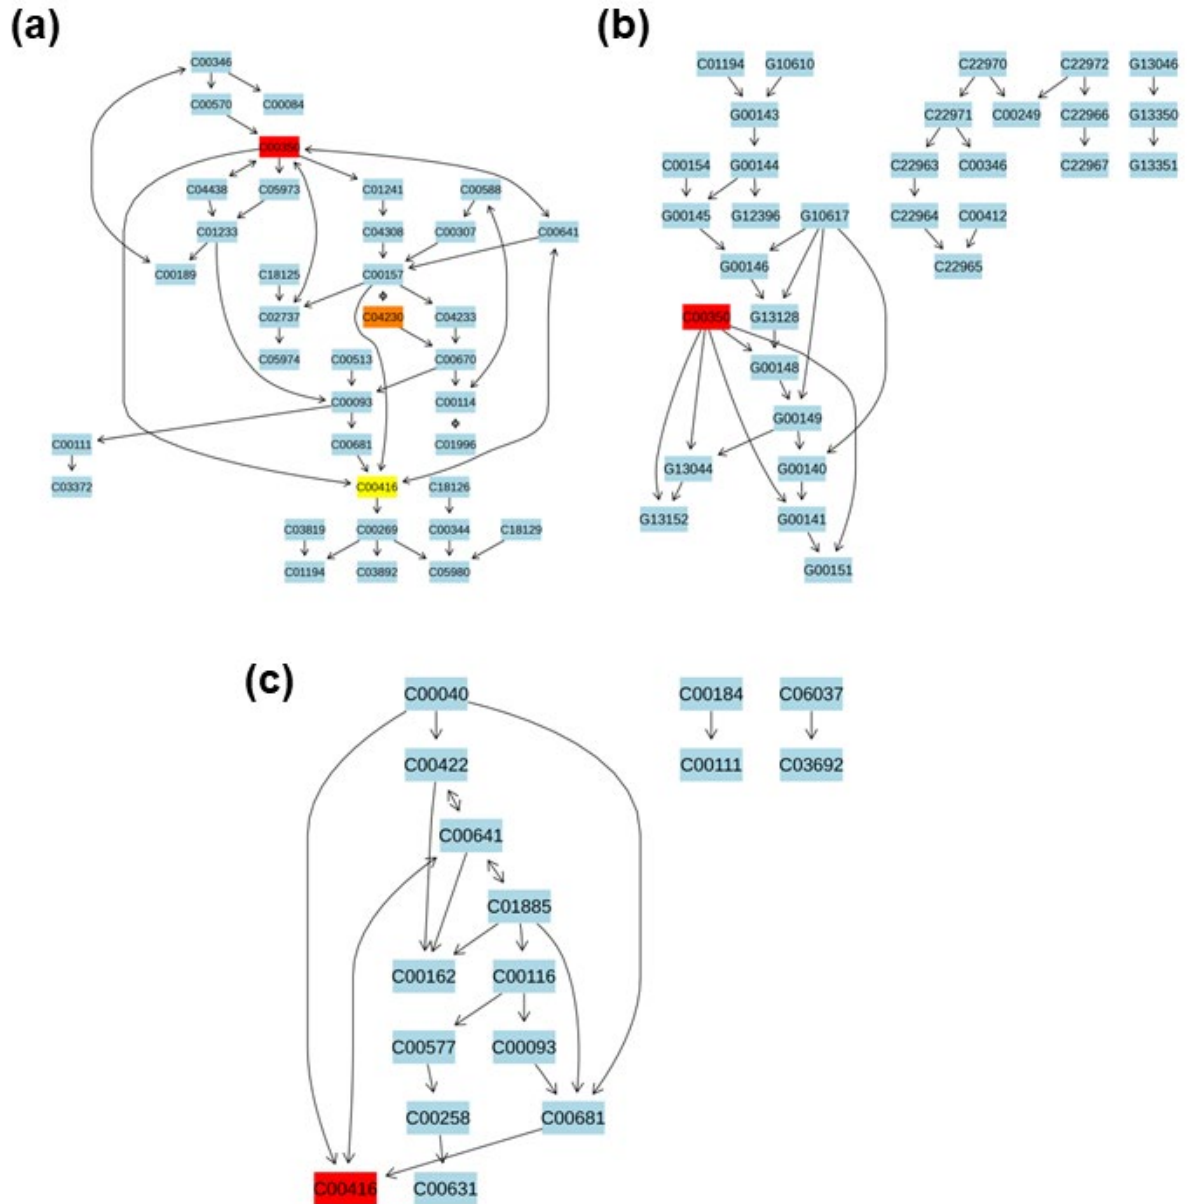 (a)
C00346
C00570 C00084
C00350
C04438 C05973 C01241 C00588
C01233 C04308 C00307 C00641
C00189 C18125 C00157
C02737 C04230 C04233
C05974 C00513 C00670
C00093 C00114
C00111 C00681 C01996
C03372 C00416 C18126
C03819 C00269 C00344 C18129
C01194 C03892 C05980
(b)
C01194 G10610 C22970 C22972 G13046
G00143 C22971 C00249 C22966 G13350
C00154 G00144 C22963 C00346 C22967 G13351
G00145 G12396 G10617 C22964 C00412
G00146 C22965
C00350 G13128
G00148
G00149
G13044 G00140
G13152 G00141
G00151
(c)
C00040 C00184 C06037
C00422 C00111 C03692
C00641
C01885
C00162 C00116
C00577 C00093
C00258 C00681
C00416 C00631